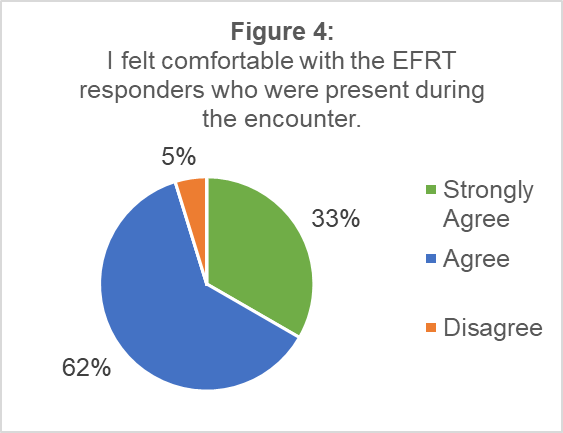 Figure 4:
I felt comfortable with the EFRT
responders who were present during
the encounter.
5%
33%
62%
Strongly
Agree
Agree
Disagree